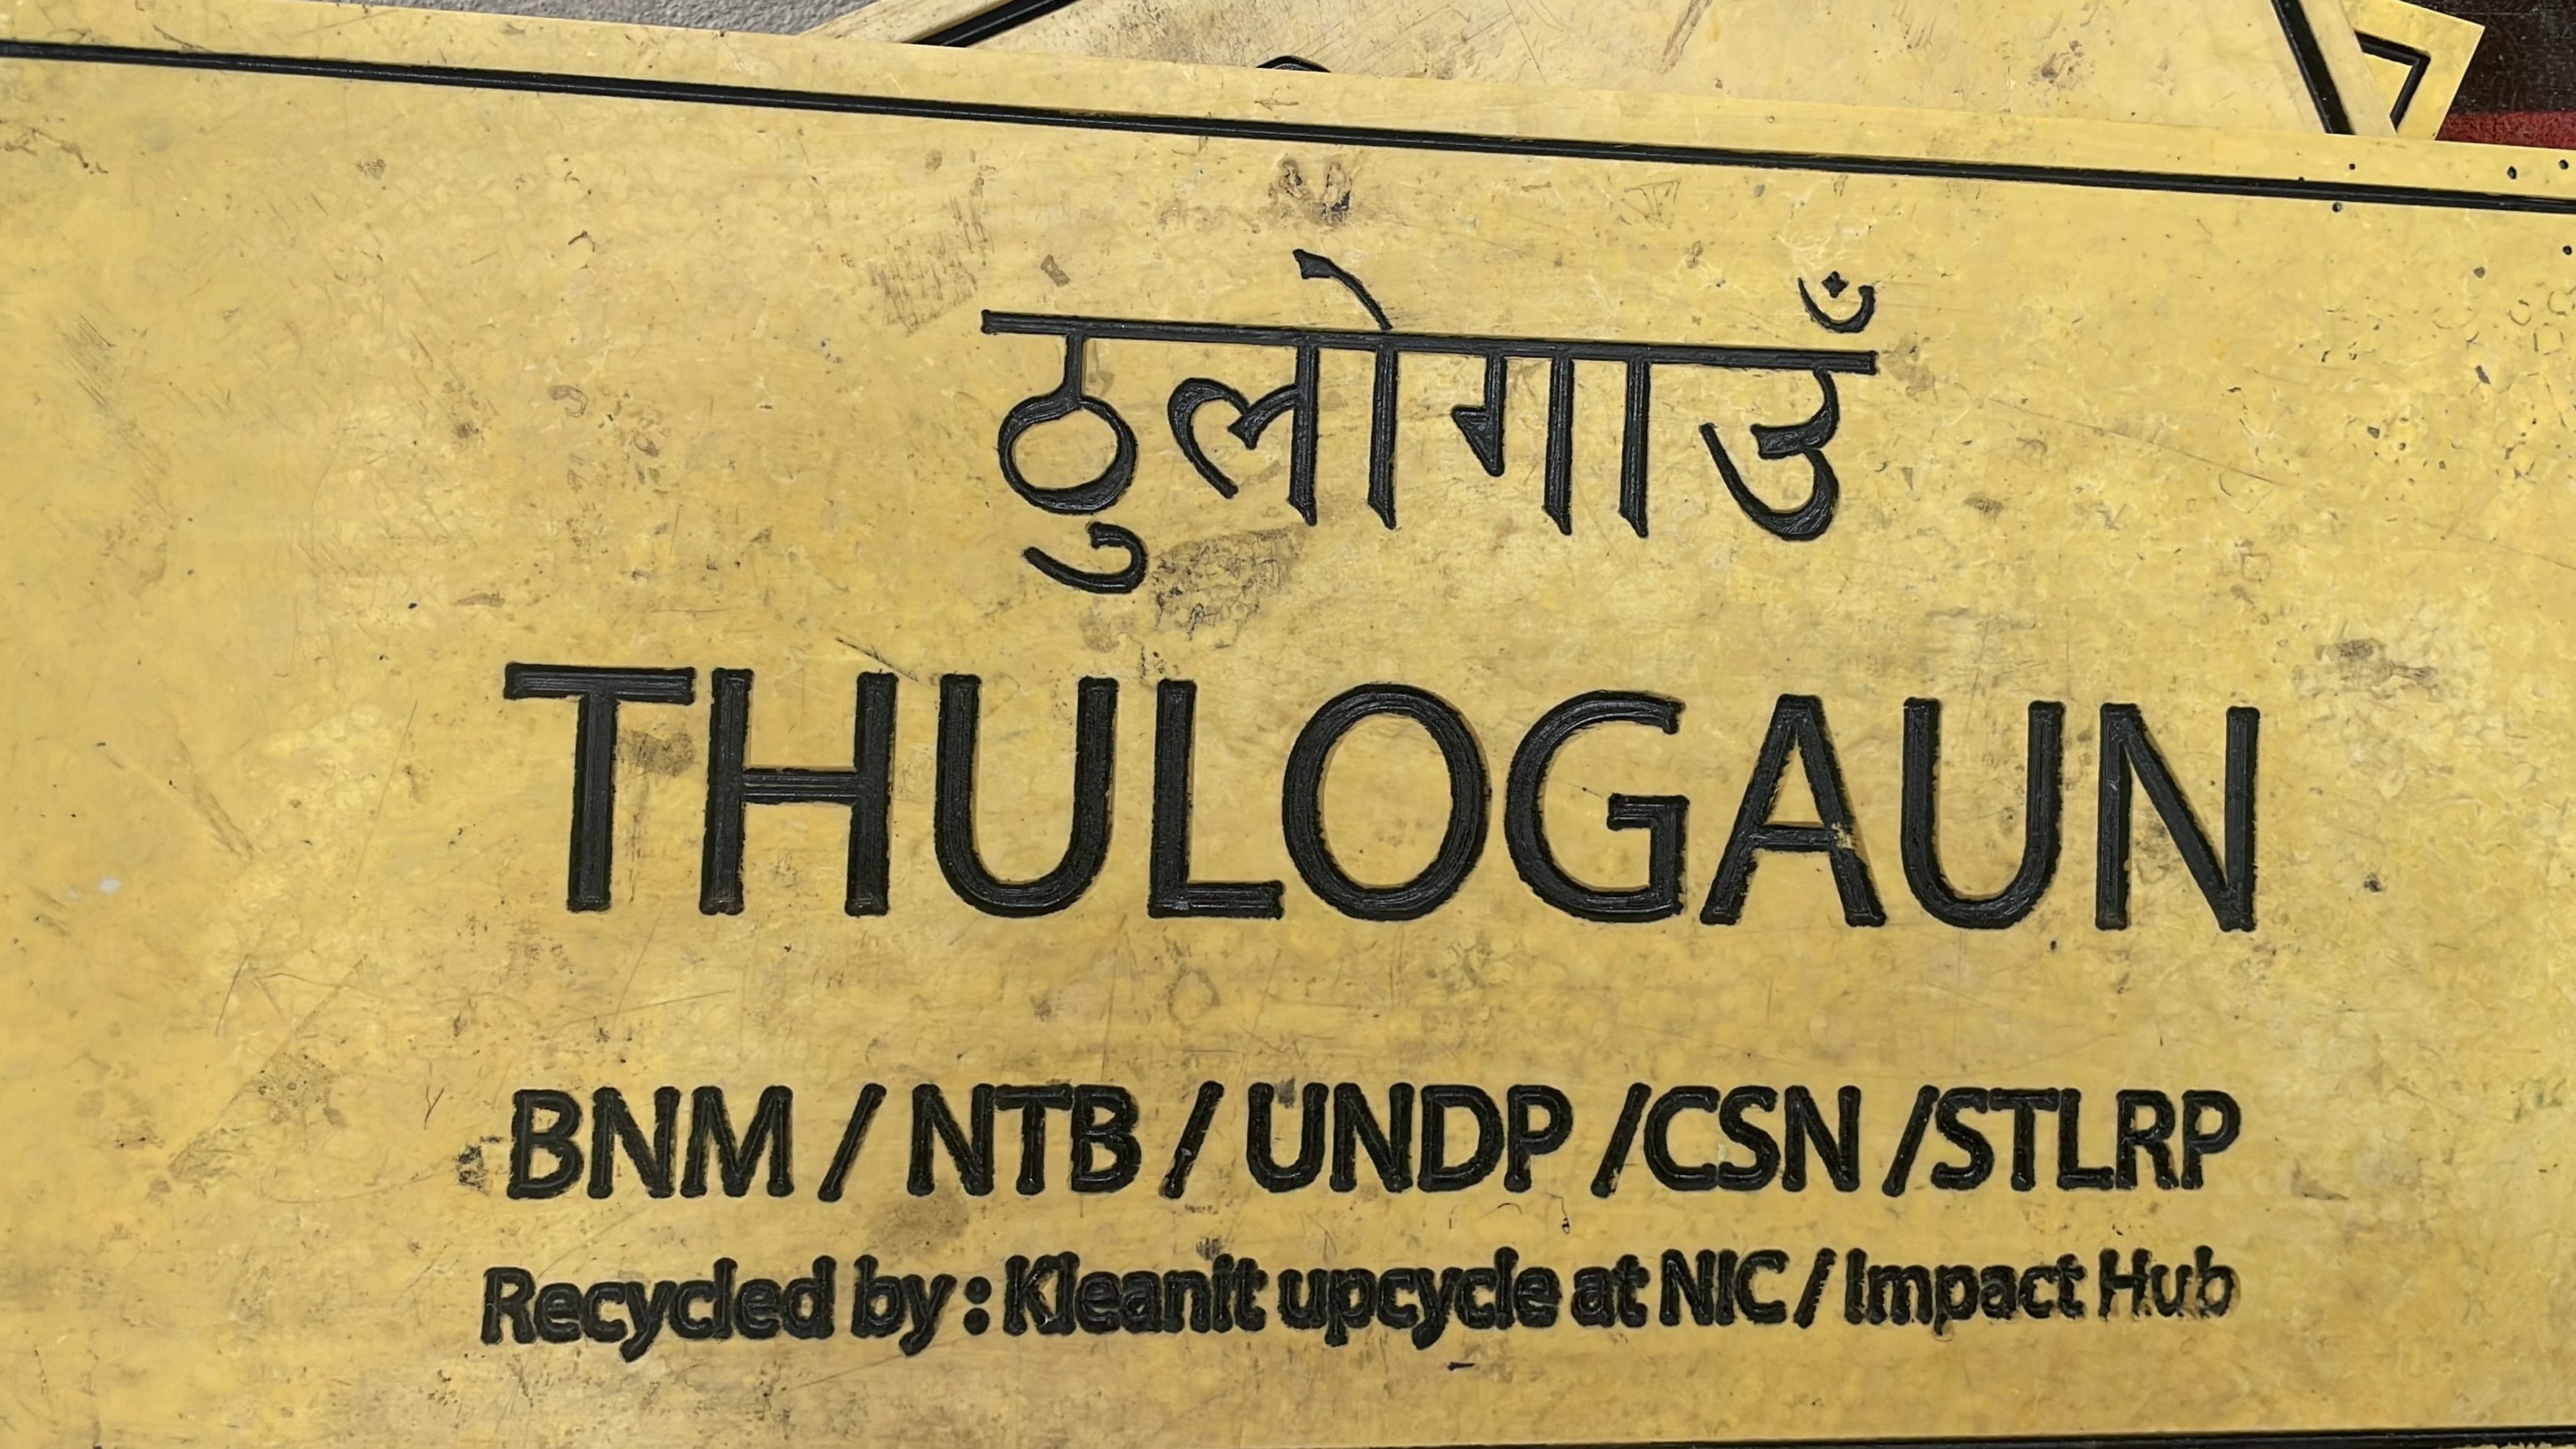 ठुलोगाउँ
THULOGAUN
BNM / NTB / UNDP /CSN /STLRP
Recycled by : Kleanit upcycle at NIC / Impact Hub